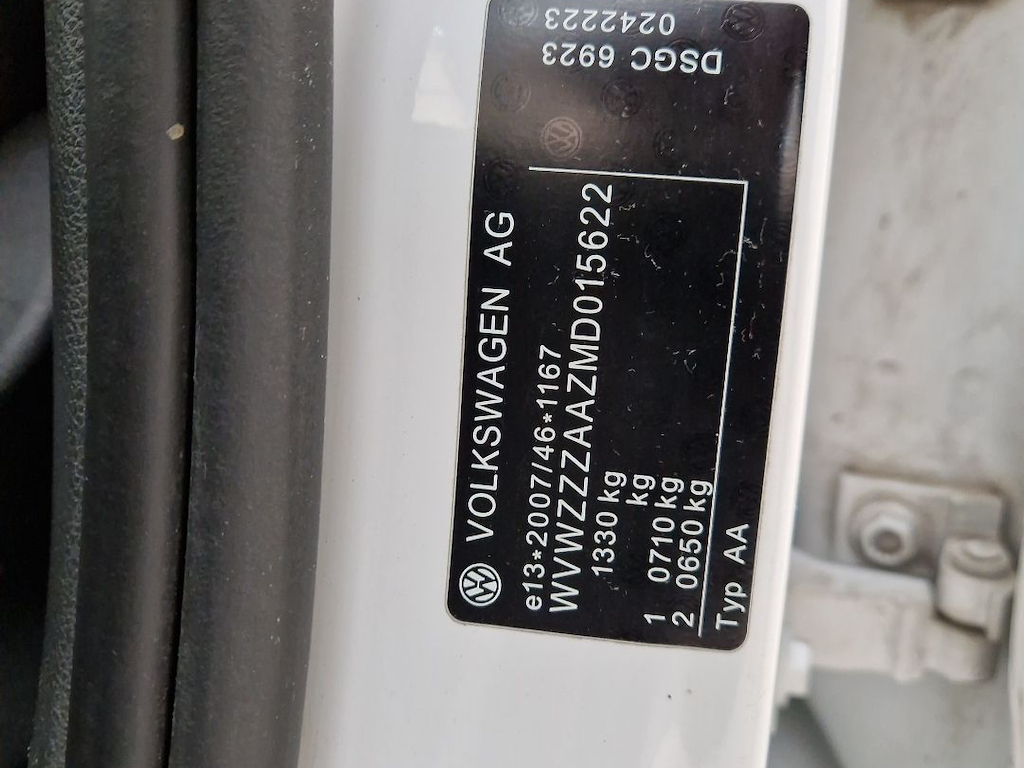 VOLKSWAGEN AG
e13*2007/46*1167
WVWZZZAAZMD015622
1330 kg
kg
1 0710 kg
2 0650 kg
Typ AA
DSGC 6923
0242223